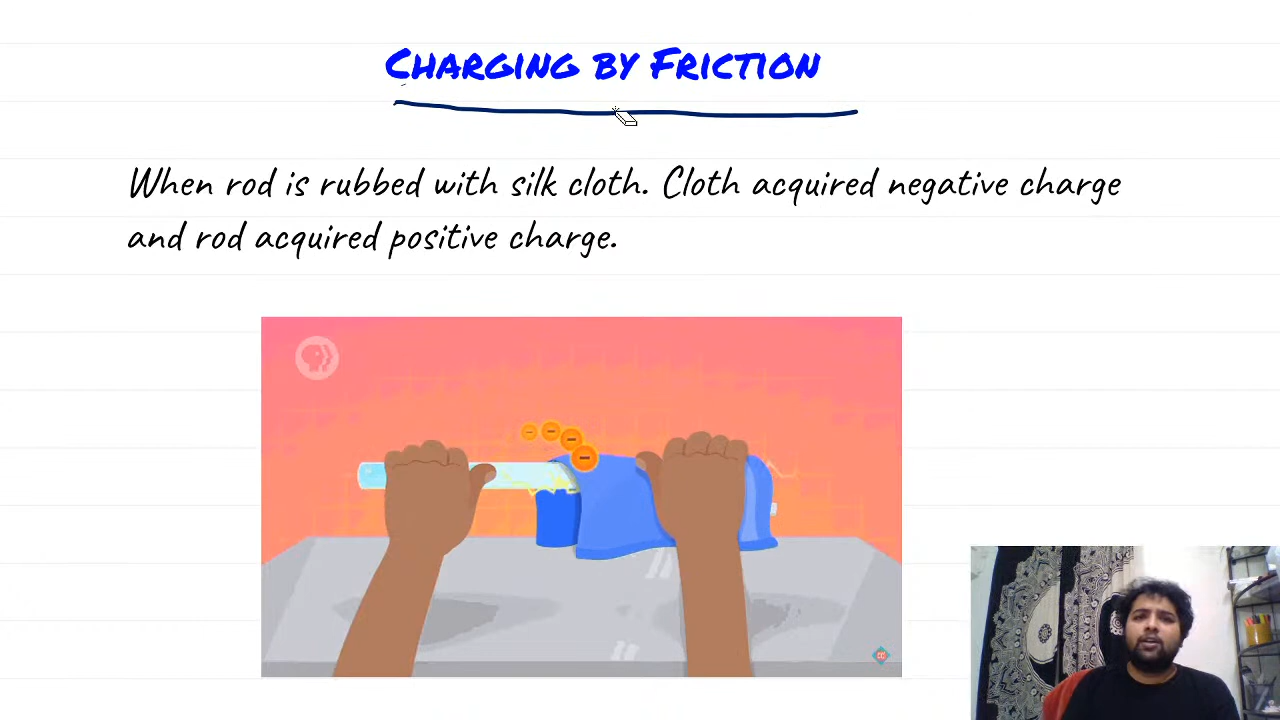 CHARGING BY FRICTION
When rod is rubbed with silk cloth. Cloth acquired negative charge
and rod acquired positive charge.